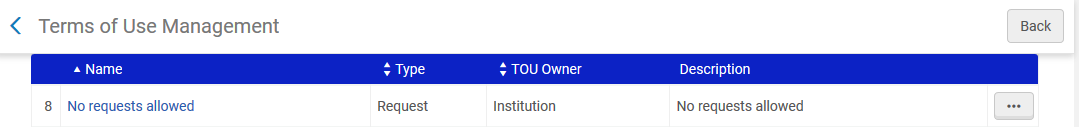 Terms of Use Management
Back
Name Type TOU Owner Description
8 No requests allowed Request Institution No requests allowed